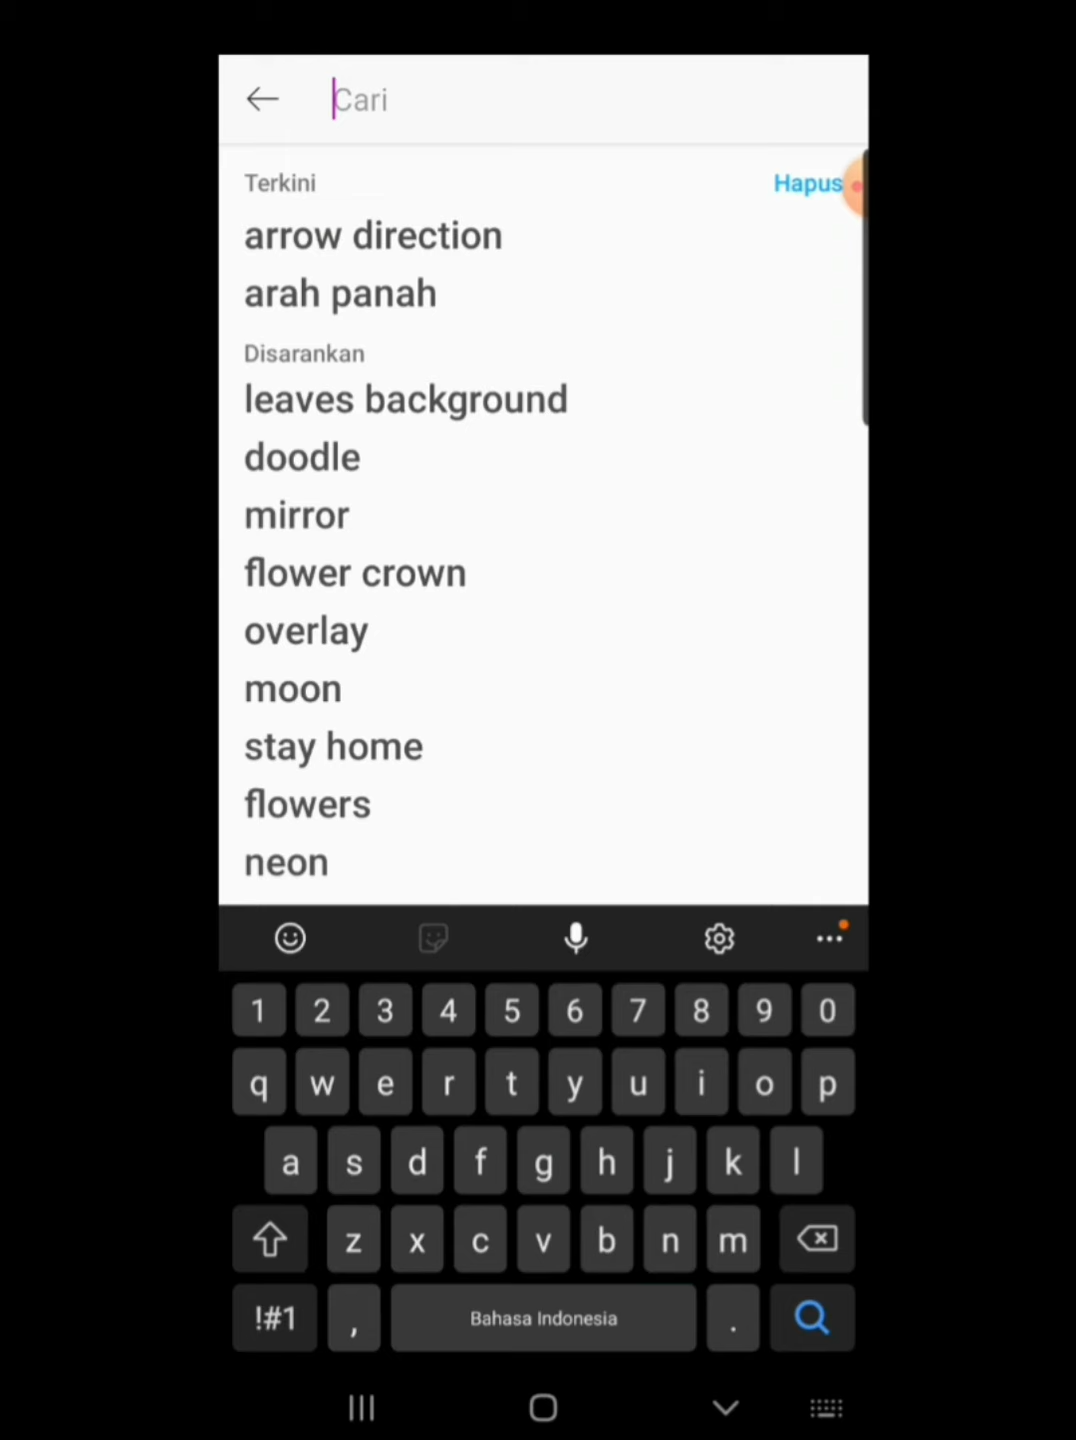 Cari
Terkini Hapus
arrow direction
arah panah
Disarankan
leaves background
doodle
mirror
flower crown
overlay
moon
stay home
flowers
neon
1 2 3 4 5 6 7 8 9 0
q w e r t y u i o p
a s d f g h j k l
z x c v b n m
!#1 , Bahasa Indonesia .